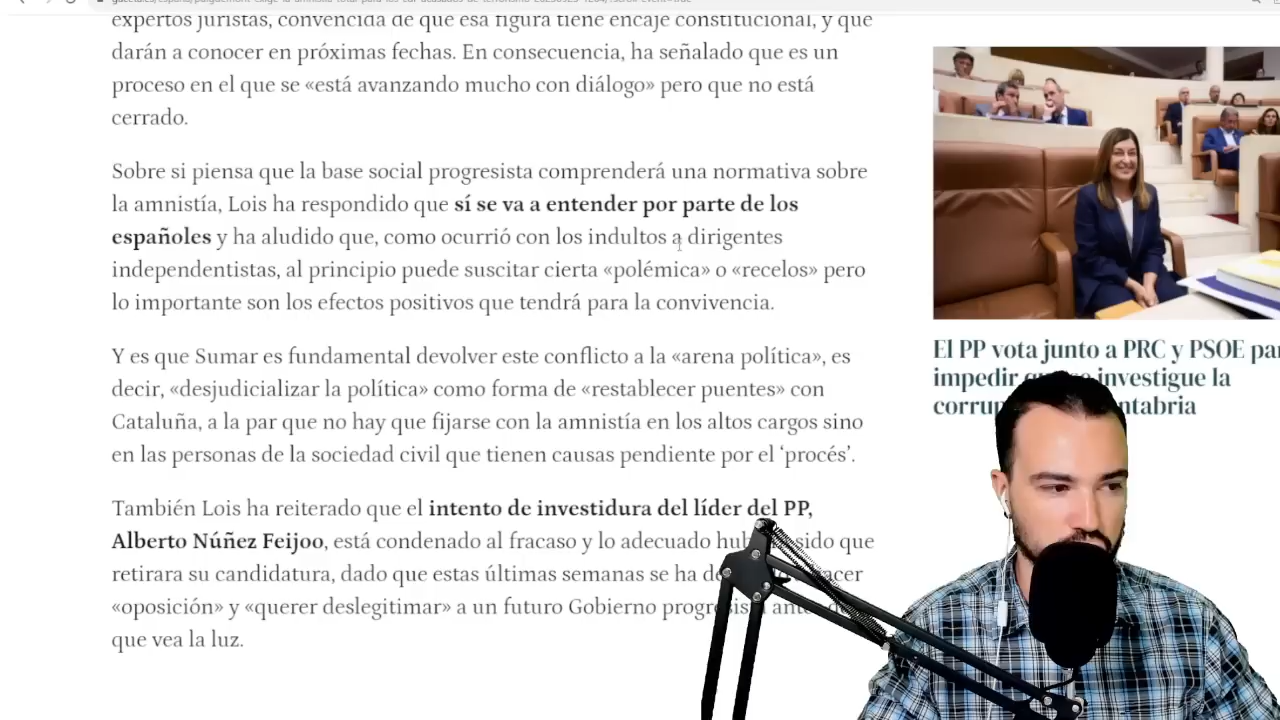 expertos juristas, convencida de que esa figura tiene encaje constitucional, y que
darán a conocer en próximas fechas. En consecuencia, ha señalado que es un
proceso en el que se «está avanzando mucho con diálogo» pero que no está
cerrado.
Sobre si piensa que la base social progresista comprenderá una normativa sobre
la amnistía, Lois ha respondido que sí se va a entender por parte de los
españoles y ha aludido que, como ocurrió con los indultos a dirigentes
independentistas, al principio puede suscitar cierta «polémica» o «recelos» pero
lo importante son los efectos positivos que tendrá para la convivencia.
Y es que Sumar es fundamental devolver este conflicto a la «arena política», es
decir, «desjudicializar la política» como forma de «restablecer puentes» con
Cataluña, a la par que no hay que fijarse con la amnistía en los altos cargos sino
en las personas de la sociedad civil que tienen causas pendiente por el ‘procés’.
También Lois ha reiterado que el intento de investidura del líder del PP,
Alberto Núñez Feijoo, está condenado al fracaso y lo adecuado sido que
retirara su candidatura, dado que estas últimas semanas se ha
«oposición» y «querer deslegitimar» a un futuro Gobierno
que vea la luz.
El PP vota junto a PRC y PSOE
impedir investigue la